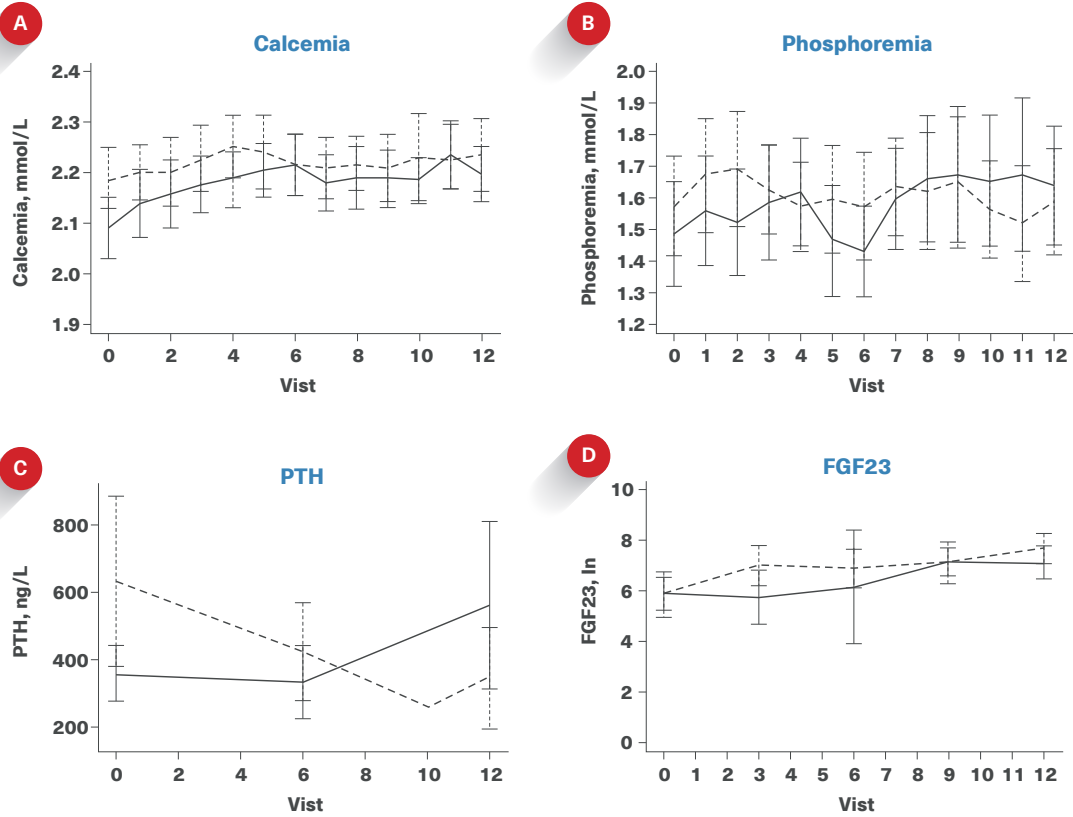 A
Calcemia
Calcemia, mmol/L
2.4
2.3
2.2
2.1
2.0
1.9
0 2 4 6 8 10 12
Vist
B
Phosphoremia
Phosphoremia, mmol/L
2.0
1.9
1.8
1.7
1.6
1.5
1.4
1.3
1.2
0 1 2 3 4 5 6 7 8 9 10 11 12
Vist
C
PTH
PTH, ng/L
800
600
400
200
0 2 4 6 8 10 12
Vist
D
FGF23
FGF23, ln
10
8
6
4
2
0
0 1 2 3 4 5 6 7 8 9 10 11 12
Vist